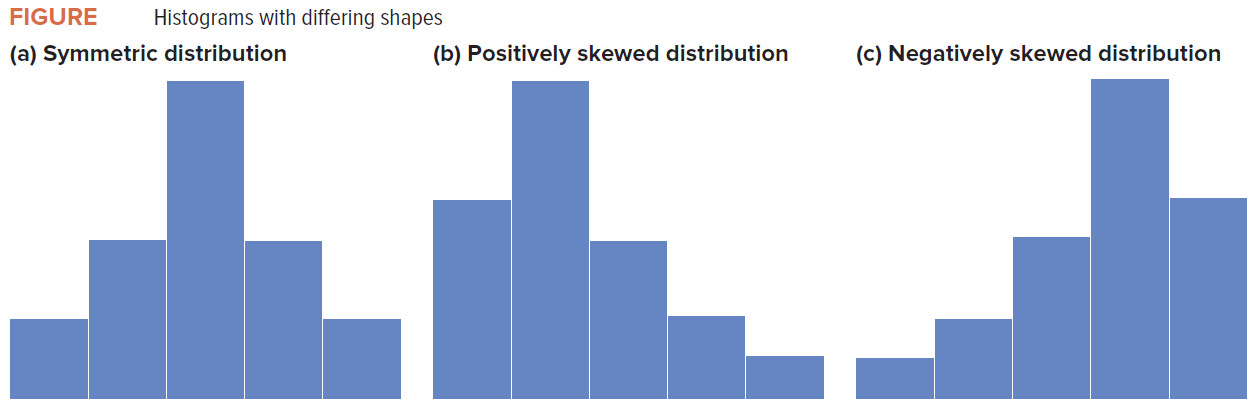 FIGURE Histograms with differing shapes
(a) Symmetric distribution
(b) Positively skewed distribution
(c) Negatively skewed distribution